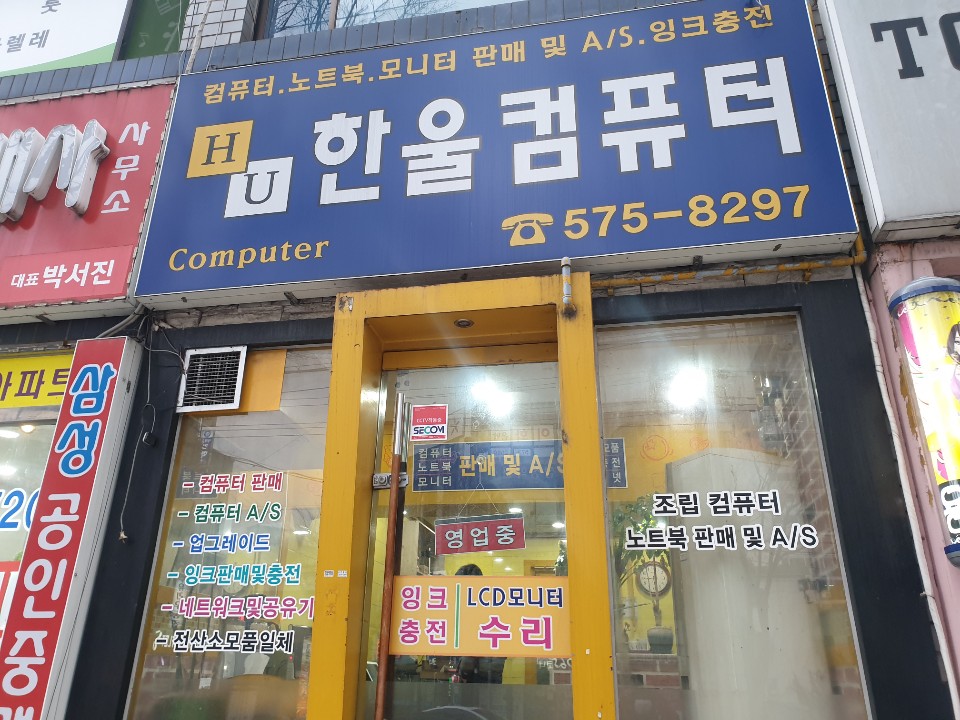 컴퓨터.노트북.모니터 판매 및 A/S.잉크충전
HU 한울컴퓨터
☎575-8297
Computer
사무소
대표 박서진
아파트
삼성공인중
SECOM
컴퓨터
노트북
모니터
판매 및 A/S
영업중
잉크
충전
LCD모니터
수리
- 컴퓨터 판매
- 컴퓨터 A/S
- 업그레이드
- 잉크판매및충전
- 네트워크및공유기
- 전산소모품일체
조립 컴퓨터
노트북 판매 및 A/S